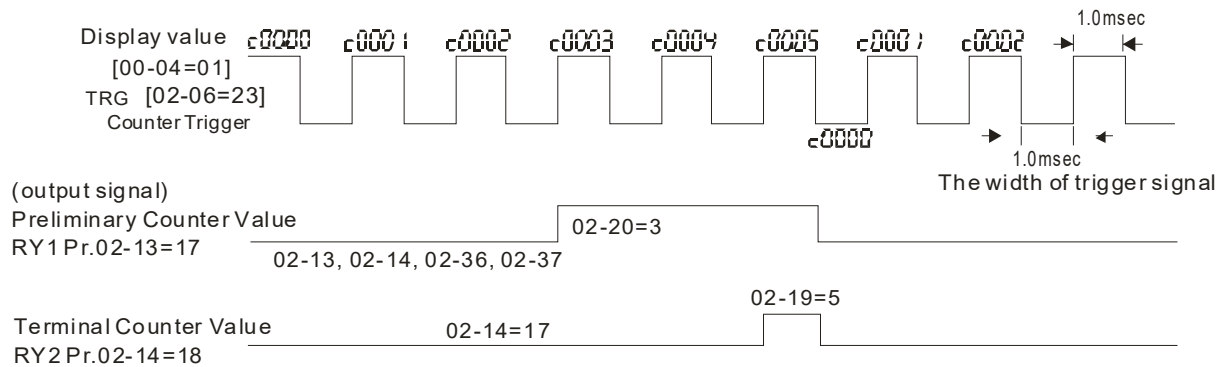 1.0msec
Display value c0000 c0001 c0002 c0003 c0004 c0005 c0001 c0002
[00-04=01]
TRG [02-06=23]
Counter Trigger
c0000
1.0msec
The width of trigger signal
(output signal)
Preliminary Counter Value
02-20=3
RY1 Pr.02-13=17
02-13, 02-14, 02-36, 02-37
02-19=5
Terminal Counter Value
02-14=17
RY2 Pr.02-14=18